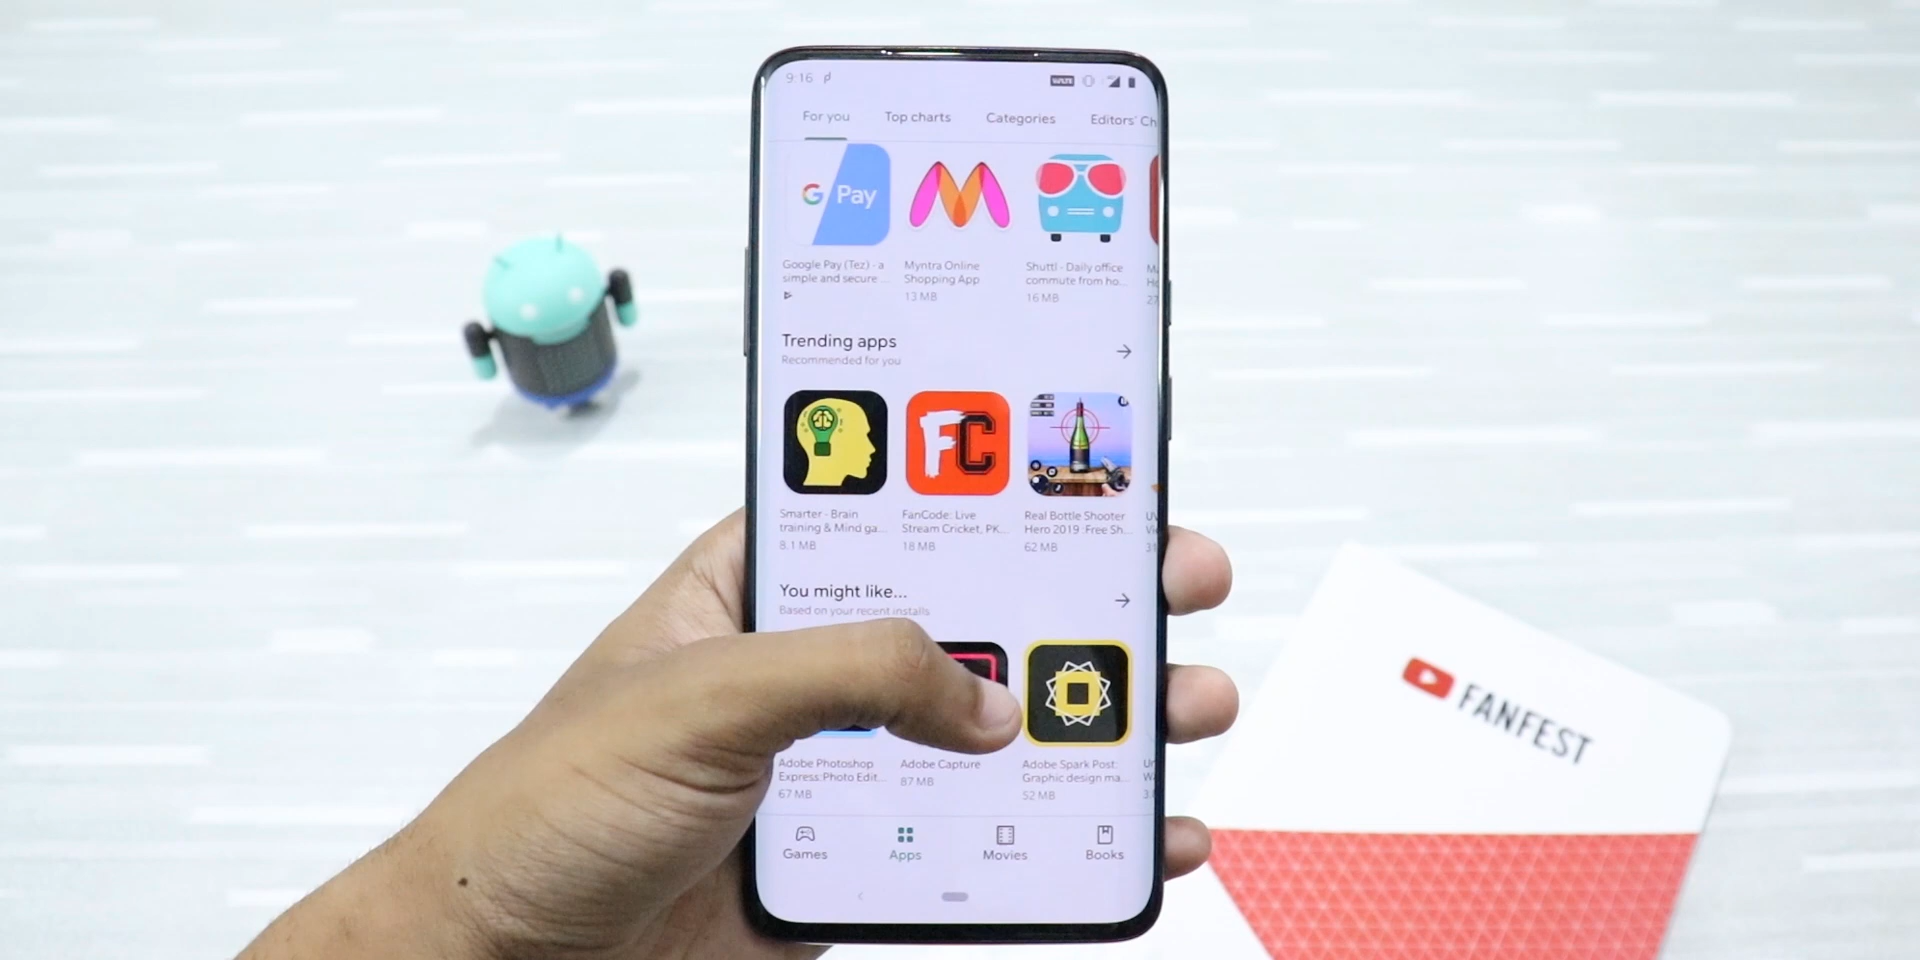 9:16
VoLTE
For you Top charts Categories Editors' Ch
G Pay
Google Pay (Tez) - a
simple and secure ...
Myntra Online
Shopping App
13 MB
Shuttl - Daily office
commute from ho...
16 MB
27
Trending apps
Recommended for you
FC
Smarter - Brain
training & Mind ga...
8.1 MB
FanCode: Live
Stream Cricket, PK...
18 MB
Real Bottle Shooter
Hero 2019 :Free Sh...
62 MB
You might like...
Based on your recent installs
Adobe Photoshop
Express:Photo Edit...
67 MB
Adobe Capture
87 MB
Adobe Spark Post:
Graphic design ma...
52 MB
Games Apps Movies Books
FANFEST